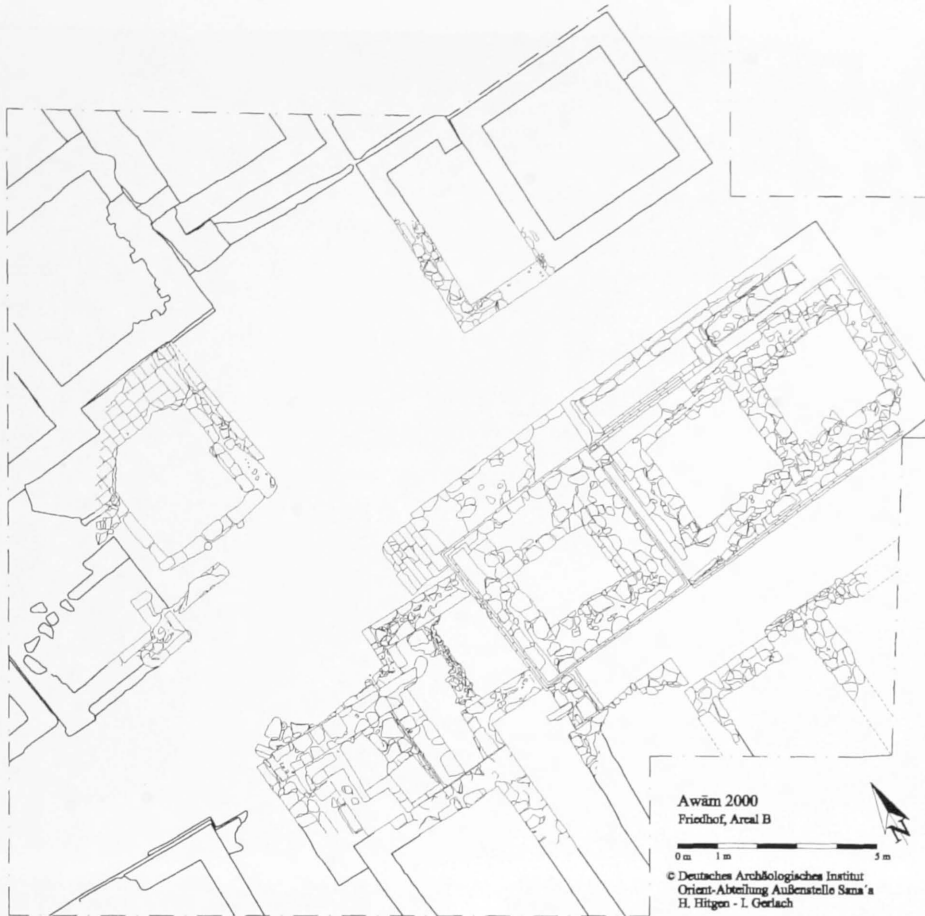 Awām 2000
Friedhof, Areal B
N
0 m 1 m 5 m
© Deutsches Archäologisches Institut
Orient-Abteilung Außenstelle Sana´a
H. Hitgen - I. Gerlach